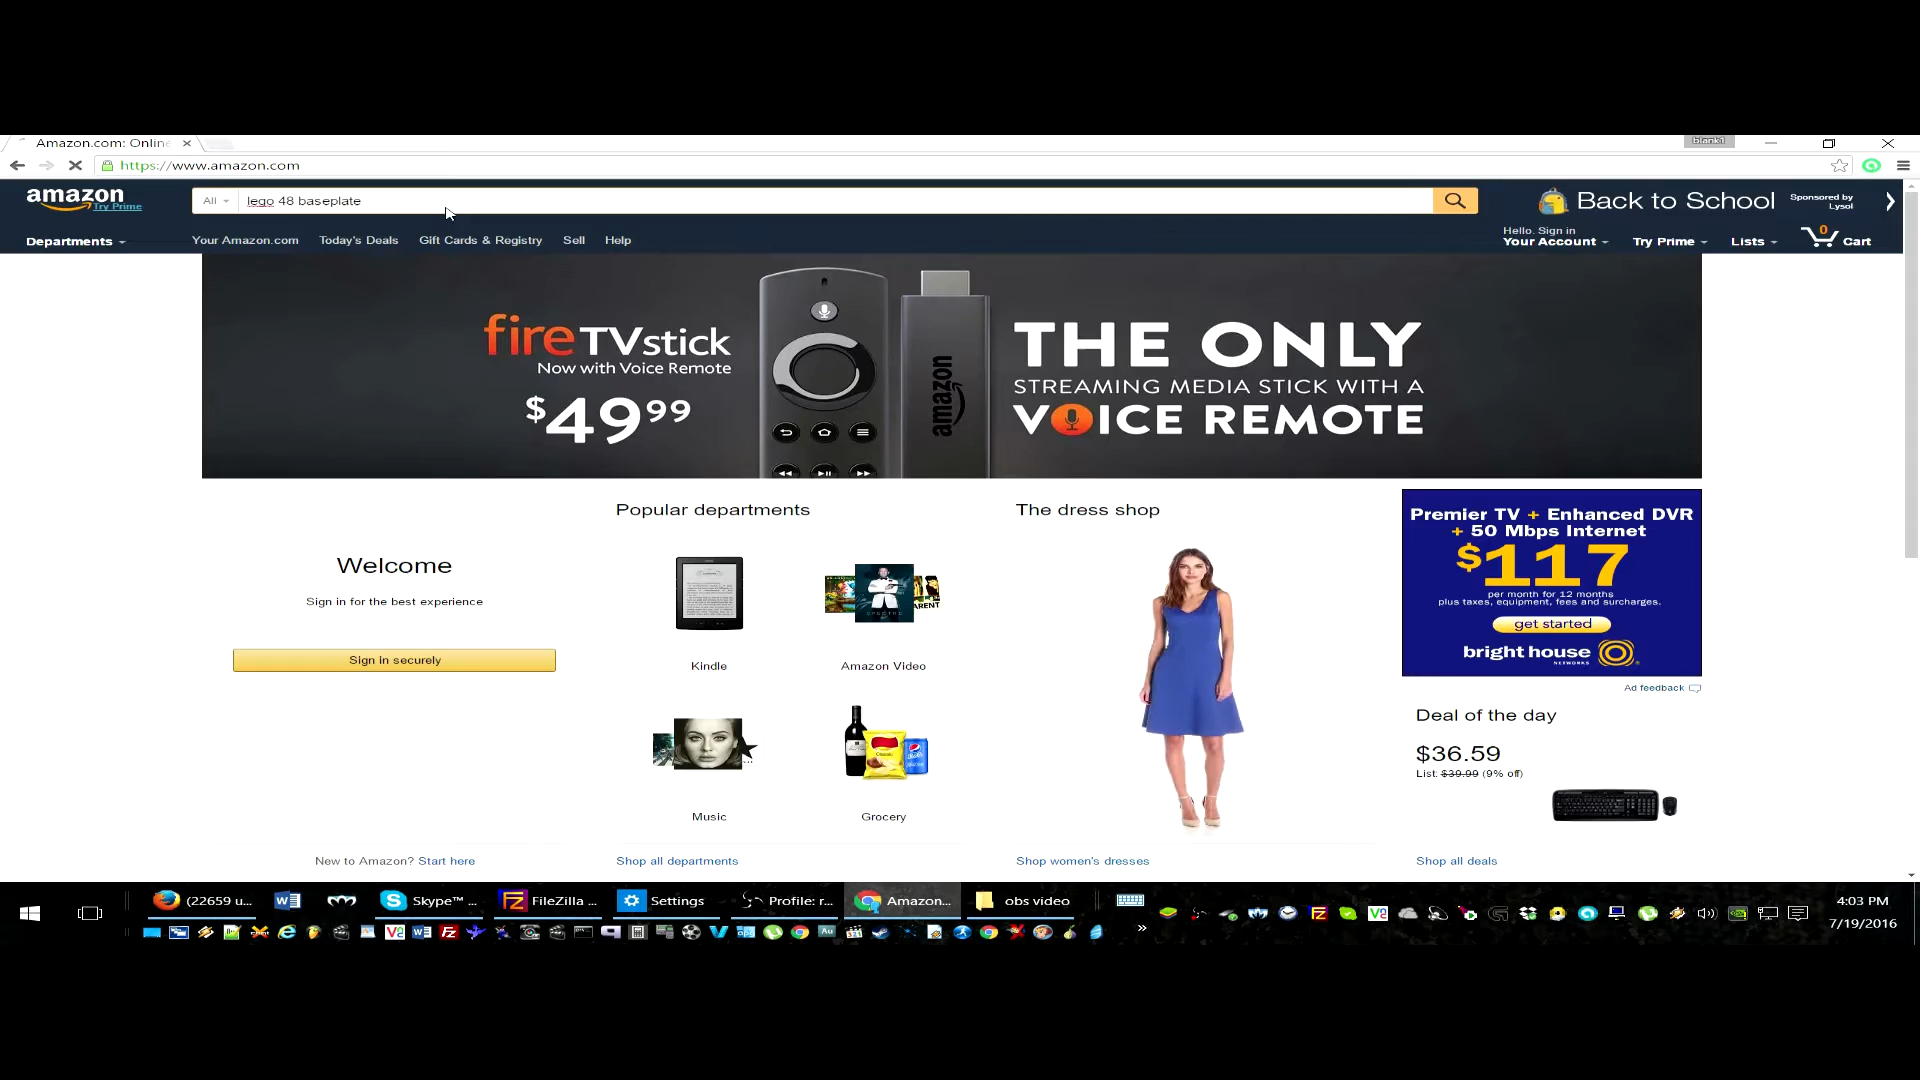 Amazon.com: Online
blank1
https://www.amazon.com
amazon
Try Prime
All
lego 48 baseplate
Back to School
Sponsored by
Lysol
Departments
Your Amazon.com
Today's Deals
Gift Cards & Registry
Sell
Help
Hello. Sign in
Your Account
Try Prime
Lists
0
Cart
fireTVstick
Now with Voice Remote
$4999
amazon
THE ONLY
STREAMING MEDIA STICK WITH A
VOICE REMOTE
Welcome
Sign in for the best experience
Sign in securely
New to Amazon? Start here
Popular departments
SPECTRE
ARENT
Kindle
Amazon Video
Music
Grocery
Shop all departments
The dress shop
Shop women's dresses
Premier TV + Enhanced DVR
+ 50 Mbps Internet
$117
per month for 12 months
plus taxes, equipment, fees and surcharges.
get started
bright house
NETWORKS
Ad feedback
Deal of the day
$36.59
List: $39.99 (9% off)
Shop all deals
(22659 u...
Skype™ ...
FileZilla ...
Settings
Profile: r...
Amazon...
obs video
4:03 PM
7/19/2016